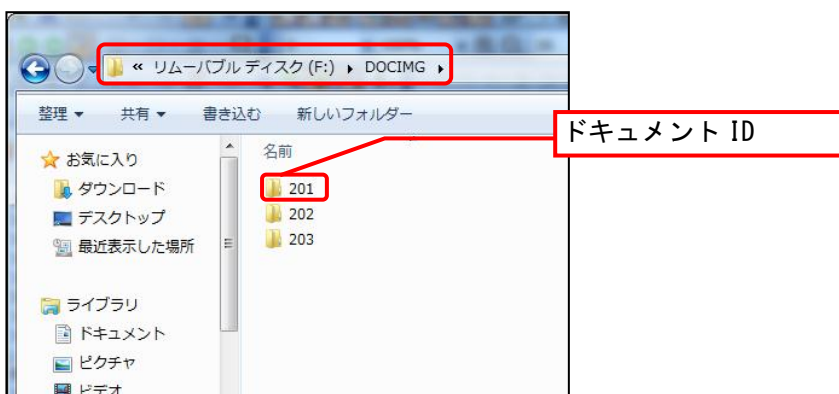 « リムーバブル ディスク (F:) ▸ DOCIMG ▸
整理 ▼ 共有 ▼ 書き込む 新しいフォルダー
ドキュメント ID
お気に入り
ダウンロード
デスクトップ
最近表示した場所
ライブラリ
ドキュメント
ピクチャ
ビデオ
名前
201
202
203